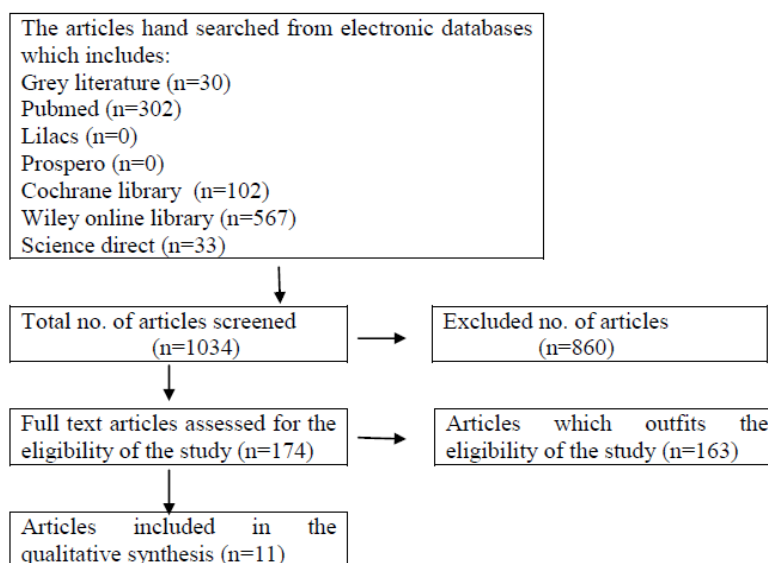 The articles hand searched from electronic databases
which includes:
Grey literature (n=30)
Pubmed (n=302)
Lilacs (n=0)
Prospero (n=0)
Cochrane library (n=102)
Wiley online library (n=567)
Science direct (n=33)
Total no. of articles screened
(n=1034)
Excluded no. of articles
(n=860)
Full text articles assessed for the
eligibility of the study (n=174)
Articles which outfits the
eligibility of the study (n=163)
Articles included in the
qualitative synthesis (n=11)